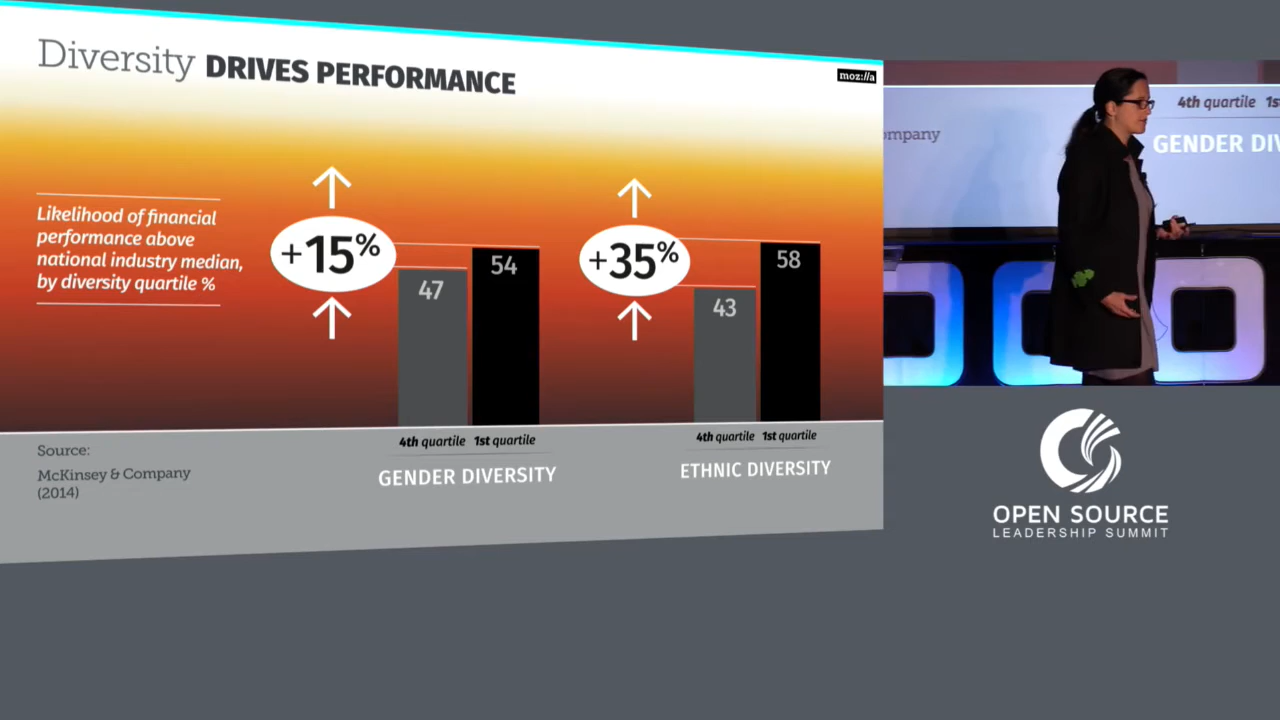 Diversity DRIVES PERFORMANCE
moz://a
Likelihood of financial
performance above
national industry median,
by diversity quartile %
+15%
47
54
+35%
43
58
4th quartile 1st quartile
GENDER DIVERSITY
4th quartile 1st quartile
ETHNIC DIVERSITY
Source:
McKinsey & Company
(2014)
4th quartile 1s
ompany
GENDER DI
OPEN SOURCE
LEADERSHIP SUMMIT